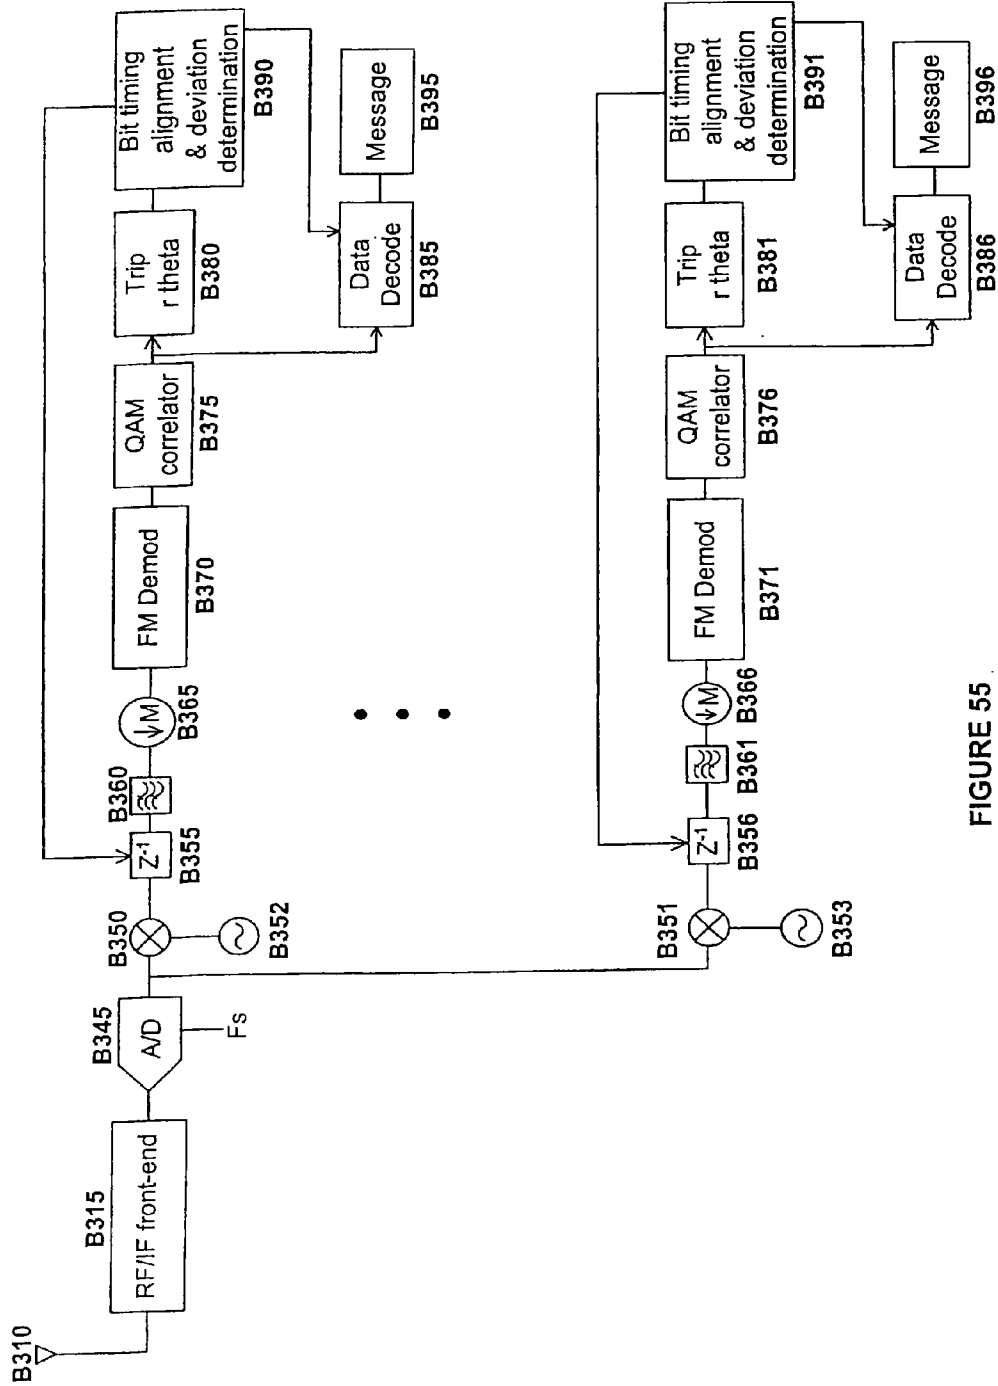 B310
B315
RF/IF front-end
B345
A/D
Fs
B350
B352
Z-1
B355
B360
↓M
B365
FM Demod
B370
QAM
correlator
B375
Trip
r theta
B380
Bit timing
alignment
& deviation
determination
B390
Data
Decode
B385
Message
B395
B351
B353
Z-1
B356
B361
↓M
B366
FM Demod
B371
QAM
correlator
B376
Trip
r theta
B381
Bit timing
alignment
& deviation
determination
B391
Data
Decode
B386
Message
B396
FIGURE 55